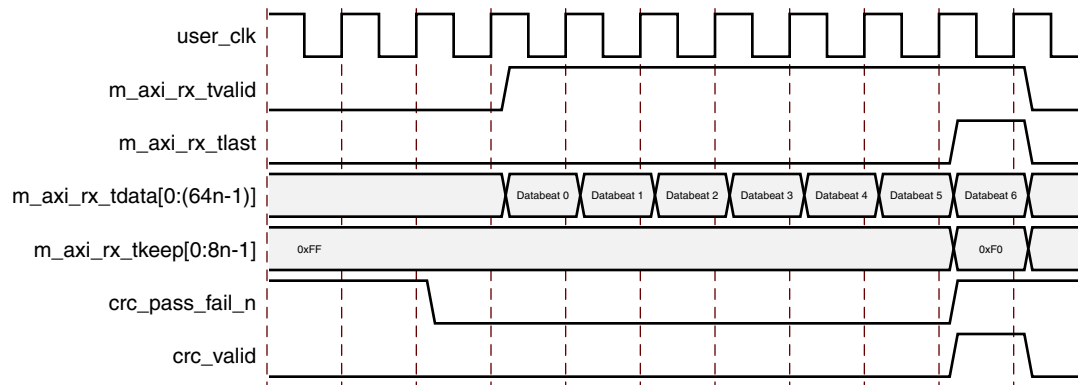 user_clk
m_axi_rx_tvalid
m_axi_rx_tlast
m_axi_rx_tdata[0:(64n-1)] Databeat 0 Databeat 1 Databeat 2 Databeat 3 Databeat 4 Databeat 5 Databeat 6
m_axi_rx_tkeep[0:8n-1] 0xFF 0xF0
crc_pass_fail_n
crc_valid